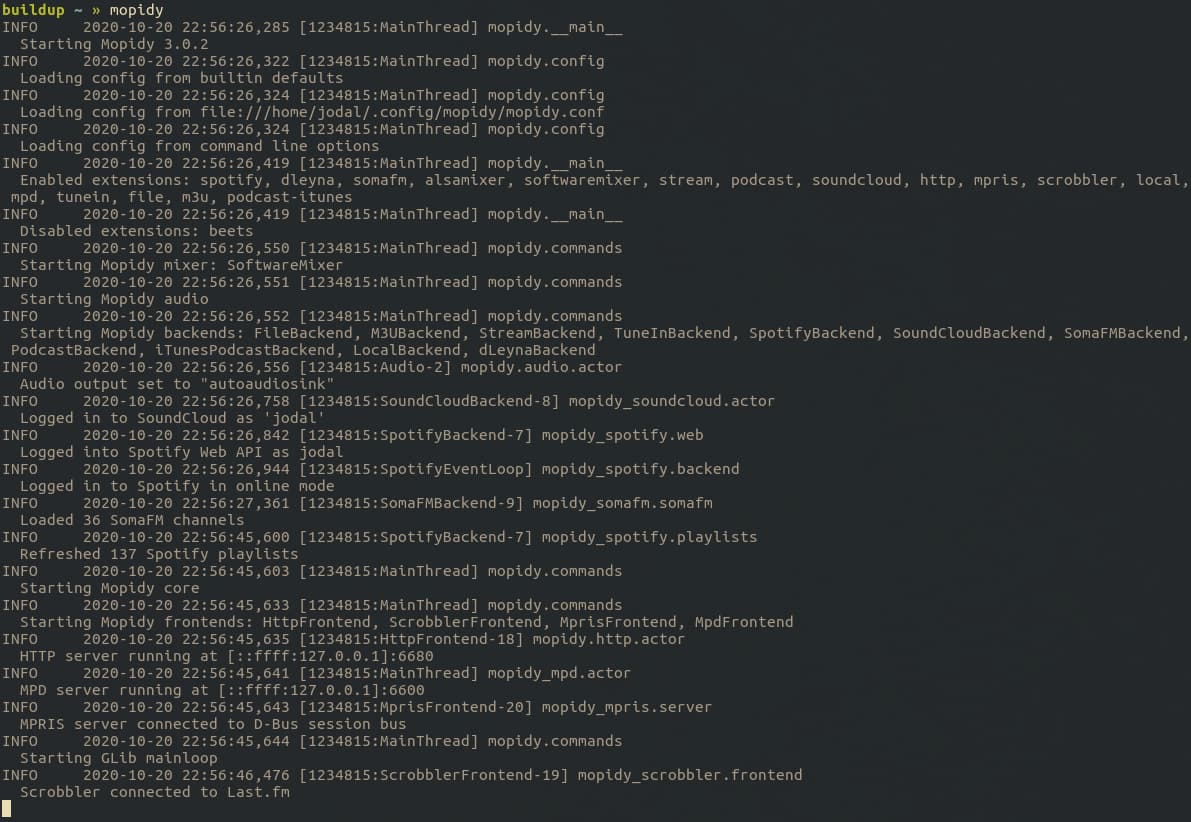 buildup ~ » mopidy
INFO     2020-10-20 22:56:26,285 [1234815:MainThread] mopidy.__main__
  Starting Mopidy 3.0.2
INFO     2020-10-20 22:56:26,322 [1234815:MainThread] mopidy.config
  Loading config from builtin defaults
INFO     2020-10-20 22:56:26,324 [1234815:MainThread] mopidy.config
  Loading config from file:///home/jodal/.config/mopidy/mopidy.conf
INFO     2020-10-20 22:56:26,324 [1234815:MainThread] mopidy.config
  Loading config from command line options
INFO     2020-10-20 22:56:26,419 [1234815:MainThread] mopidy.__main__
  Enabled extensions: spotify, dleyna, somafm, alsamixer, softwaremixer, stream, podcast, soundcloud, http, mpris, scrobbler, local,
 mpd, tunein, file, m3u, podcast-itunes
INFO     2020-10-20 22:56:26,419 [1234815:MainThread] mopidy.__main__
  Disabled extensions: beets
INFO     2020-10-20 22:56:26,550 [1234815:MainThread] mopidy.commands
  Starting Mopidy mixer: SoftwareMixer
INFO     2020-10-20 22:56:26,551 [1234815:MainThread] mopidy.commands
  Starting Mopidy audio
INFO     2020-10-20 22:56:26,552 [1234815:MainThread] mopidy.commands
  Starting Mopidy backends: FileBackend, M3UBackend, StreamBackend, TuneInBackend, SpotifyBackend, SoundCloudBackend, SomaFMBackend,
 PodcastBackend, iTunesPodcastBackend, LocalBackend, dLeynaBackend
INFO     2020-10-20 22:56:26,556 [1234815:Audio-2] mopidy.audio.actor
  Audio output set to "autoaudiosink"
INFO     2020-10-20 22:56:26,758 [1234815:SoundCloudBackend-8] mopidy_soundcloud.actor
  Logged in to SoundCloud as 'jodal'
INFO     2020-10-20 22:56:26,842 [1234815:SpotifyBackend-7] mopidy_spotify.web
  Logged into Spotify Web API as jodal
INFO     2020-10-20 22:56:26,944 [1234815:SpotifyEventLoop] mopidy_spotify.backend
  Logged in to Spotify in online mode
INFO     2020-10-20 22:56:27,361 [1234815:SomaFMBackend-9] mopidy_somafm.somafm
  Loaded 36 SomaFM channels
INFO     2020-10-20 22:56:45,600 [1234815:SpotifyBackend-7] mopidy_spotify.playlists
  Refreshed 137 Spotify playlists
INFO     2020-10-20 22:56:45,603 [1234815:MainThread] mopidy.commands
  Starting Mopidy core
INFO     2020-10-20 22:56:45,633 [1234815:MainThread] mopidy.commands
  Starting Mopidy frontends: HttpFrontend, ScrobblerFrontend, MprisFrontend, MpdFrontend
INFO     2020-10-20 22:56:45,635 [1234815:HttpFrontend-18] mopidy.http.actor
  HTTP server running at [::ffff:127.0.0.1]:6680
INFO     2020-10-20 22:56:45,641 [1234815:MainThread] mopidy_mpd.actor
  MPD server running at [::ffff:127.0.0.1]:6600
INFO     2020-10-20 22:56:45,643 [1234815:MprisFrontend-20] mopidy_mpris.server
  MPRIS server connected to D-Bus session bus
INFO     2020-10-20 22:56:45,644 [1234815:MainThread] mopidy.commands
  Starting GLib mainloop
INFO     2020-10-20 22:56:46,476 [1234815:ScrobblerFrontend-19] mopidy_scrobbler.frontend
  Scrobbler connected to Last.fm